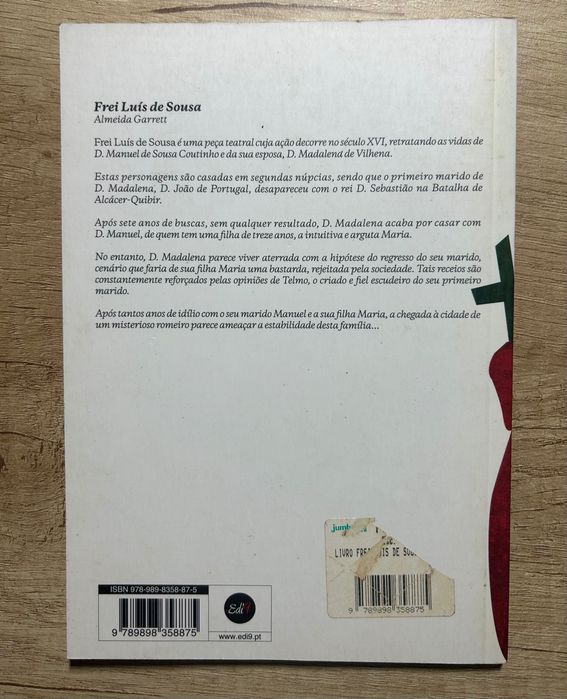 Frei Luís de Sousa
Almeida Garrett
Frei Luís de Sousa é uma peça teatral cuja ação decorre no século XVI, retratando as vidas de
D. Manuel de Sousa Coutinho e da sua esposa, D. Madalena de Vilhena.
Estas personagens são casadas em segundas núpcias, sendo que o primeiro marido de
D. Madalena, D. João de Portugal, desapareceu com o rei D. Sebastião na Batalha de
Alcácer-Quibir.
Após sete anos de buscas, sem qualquer resultado, D. Madalena acaba por casar com
D. Manuel, de quem tem uma filha de treze anos, a intuitiva e arguta Maria.
No entanto, D. Madalena parece viver aterrada com a hipótese do regresso do seu marido,
cenário que faria de sua filha Maria uma bastarda, rejeitada pela sociedade. Tais receios são
constantemente reforçados pelas opiniões de Telmo, o criado e fiel escudeiro do seu primeiro
marido.
Após tantos anos de idílio com o seu marido Manuel e a sua filha Maria, a chegada à cidade de
um misterioso romeiro parece ameaçar a estabilidade desta família...
jumb
LIVRO FREI LUIS DE SOU
9 789898 358875
ISBN 978-989-8358-87-5
9 789898 358875
Edi9
www.edi9.pt